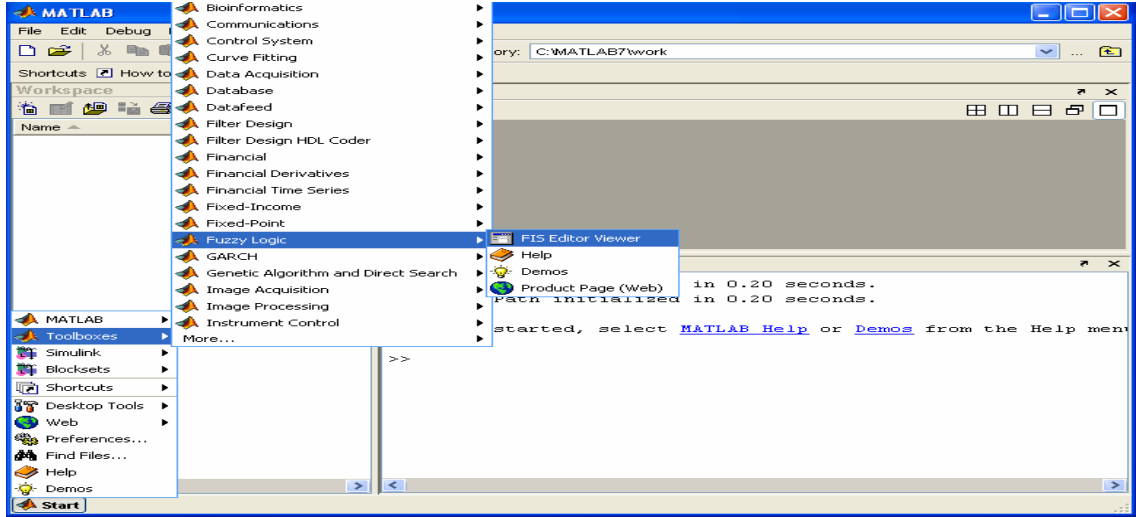 MATLAB
File Edit Debug
ory: C:\MATLAB7\work
...
Shortcuts How to
Workspace
Name
Bioinformatics
Communications
Control System
Curve Fitting
Data Acquisition
Database
Datafeed
Filter Design
Filter Design HDL Coder
Financial
Financial Derivatives
Financial Time Series
Fixed-Income
Fixed-Point
Fuzzy Logic
GARCH
Genetic Algorithm and Direct Search
Image Acquisition
Image Processing
Instrument Control
More...
FIS Editor Viewer
Help
Demos
Product Page (Web)
in 0.20 seconds.
Path initialized in 0.20 seconds.
started, select MATLAB Help or Demos from the Help menu
>>
MATLAB
Toolboxes
Simulink
Blocksets
Shortcuts
Desktop Tools
Web
Preferences...
Find Files...
Help
Demos
Start